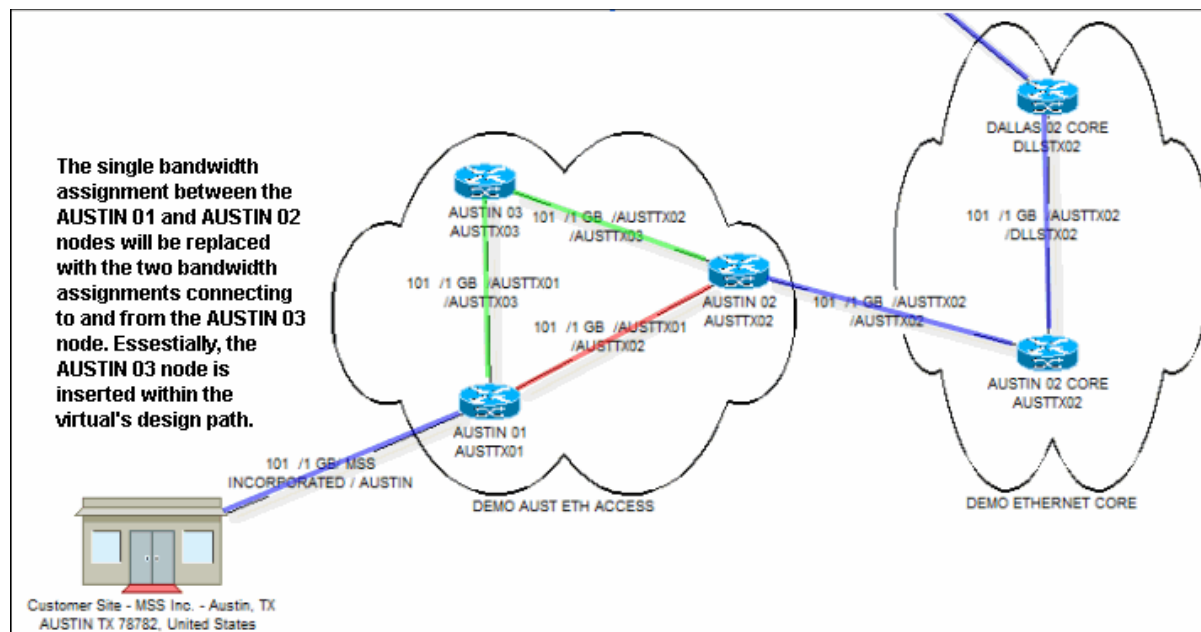 The single bandwidth
assignment between the
AUSTIN 01 and AUSTIN 02
nodes will be replaced
with the two bandwidth
assignments connecting
to and from the AUSTIN 03
node. Essestially, the
AUSTIN 03 node is
inserted within the
virtual's design path.
AUSTIN 03
AUSTTX03
101 /1 GB /AUSTTX02
/AUSTTX03
101 /1 GB /AUSTTX01
/AUSTTX03
AUSTIN 02
AUSTTX02
101 /1 GB /AUSTTX01
/AUSTTX02
AUSTIN 01
AUSTTX01
101 /1 GB/ MSS
INCORPORATED / AUSTIN
DEMO AUST ETH ACCESS
101 /1 GB /AUSTTX02
/AUSTTX02
DALLAS 02 CORE
DLLSTX02
101 /1 GB /AUSTTX02
/DLLSTX02
AUSTIN 02 CORE
AUSTTX02
DEMO ETHERNET CORE
Customer Site - MSS Inc. - Austin, TX
AUSTIN TX 78782, United States